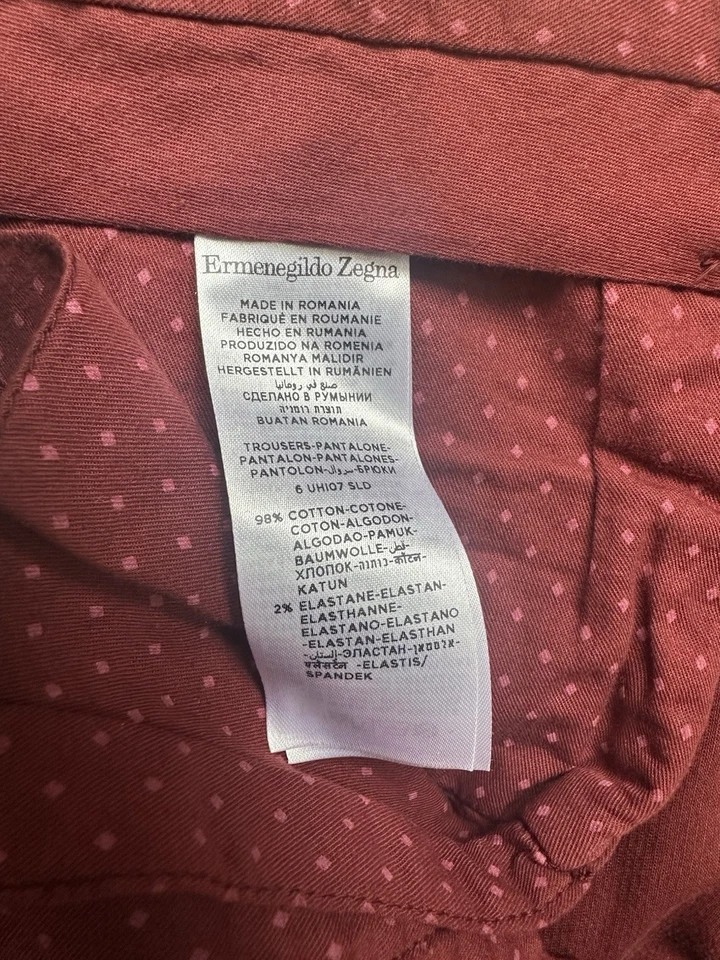 Ermenegildo Zegna
MADE IN ROMANIA
FABRIQUÉ EN ROUMANIE
HECHO EN RUMANIA
PRODUZIDO NA ROMENIA
ROMANYA MALIDIR
HERGESTELLT IN RUMÄNIEN
صنع في رومانيا
СДЕЛАНО В РУМЫНИИ
תוצרת רומניה
BUATAN ROMANIA
TROUSERS-PANTALONE-
PANTALON-PANTALONES-
PANTOLON-سروال-БРЮКИ
6 UHI07 SLD
98% COTTON-COTONE-
COTON-ALGODON-
ALGODAO-PAMUK-
BAUMWOLLE-قطن-
ХЛОПОК-כותנה-कॉटन-
KATUN
2% ELASTANE-ELASTAN-
ELASTHANNE-
ELASTANO-ELASTANO
-ELASTAN-ELASTHAN
-إلستان-ЭЛАСТАН-אלסטאן-
-ELASTIS/
SPANDEK